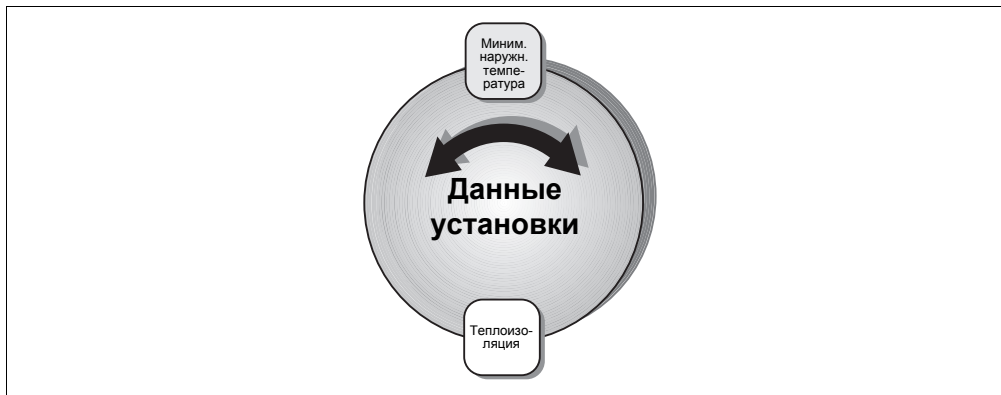 Миним.
наружн.
темпе-
ратура
Данные
установки
Теплоизо-
ляция